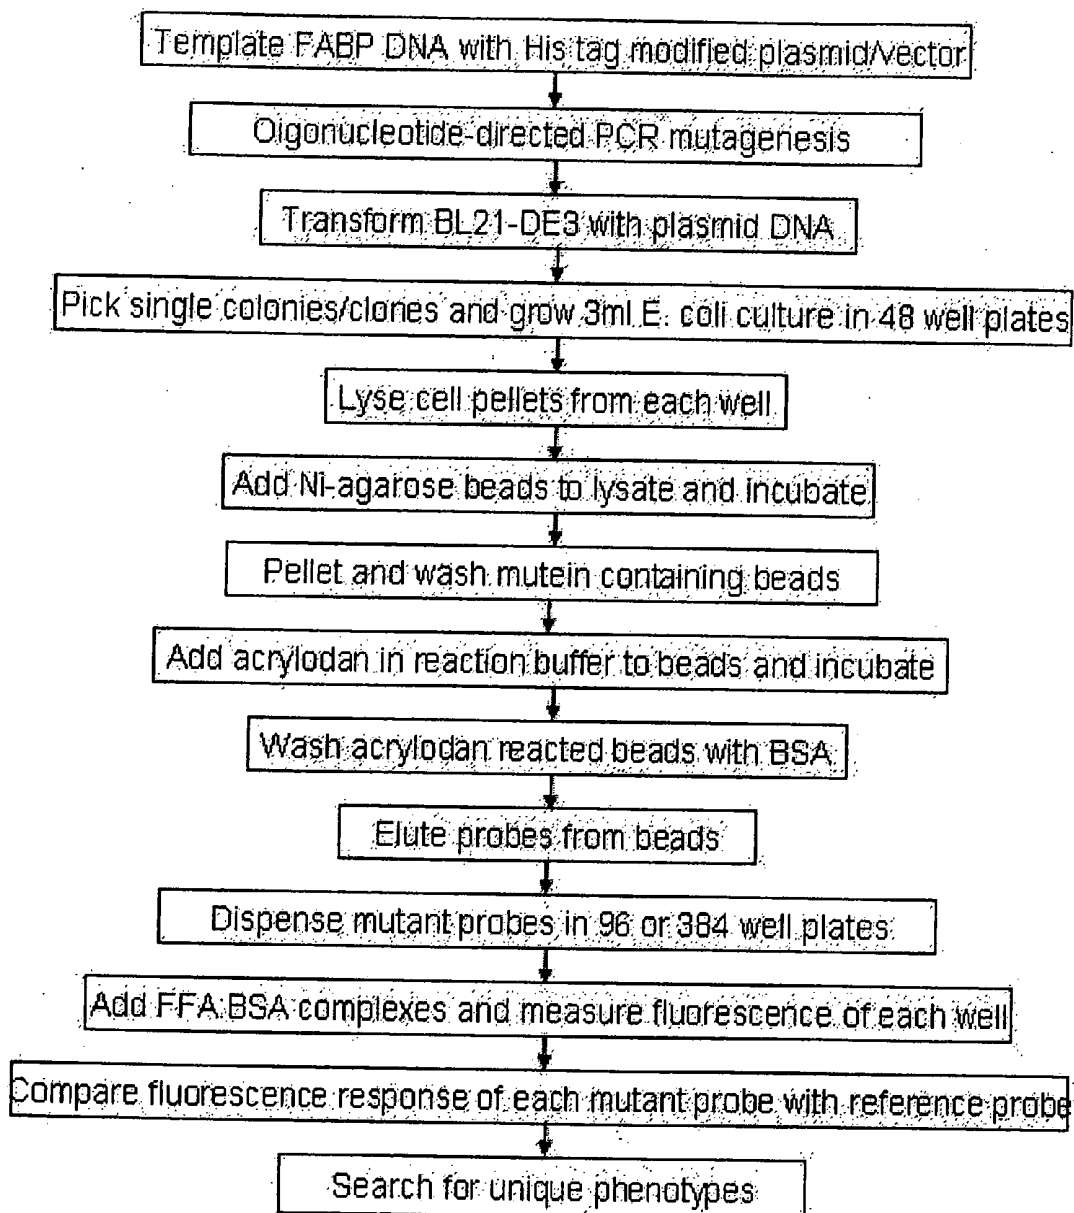 Template FABP DNA with His tag modified plasmid/vector
Oigonucleotide-directed PCR mutagenesis
Transform BL21-DE3 with plasmid DNA
Pick single colonies/clones and grow 3ml E. coli culture in 48 well plates
Lyse cell pellets from each well
Add Ni-agarose beads to lysate and incubate
Pellet and wash mutein containing beads
Add acrylodan in reaction buffer to beads and incubate
Wash acrylodan reacted beads with BSA
Elute probes from beads
Dispense mutant probes in 96 or 384 well plates
Add FFA:BSA complexes and measure fluorescence of each well
Compare fluorescence response of each mutant probe with reference probe
Search for unique phenotypes